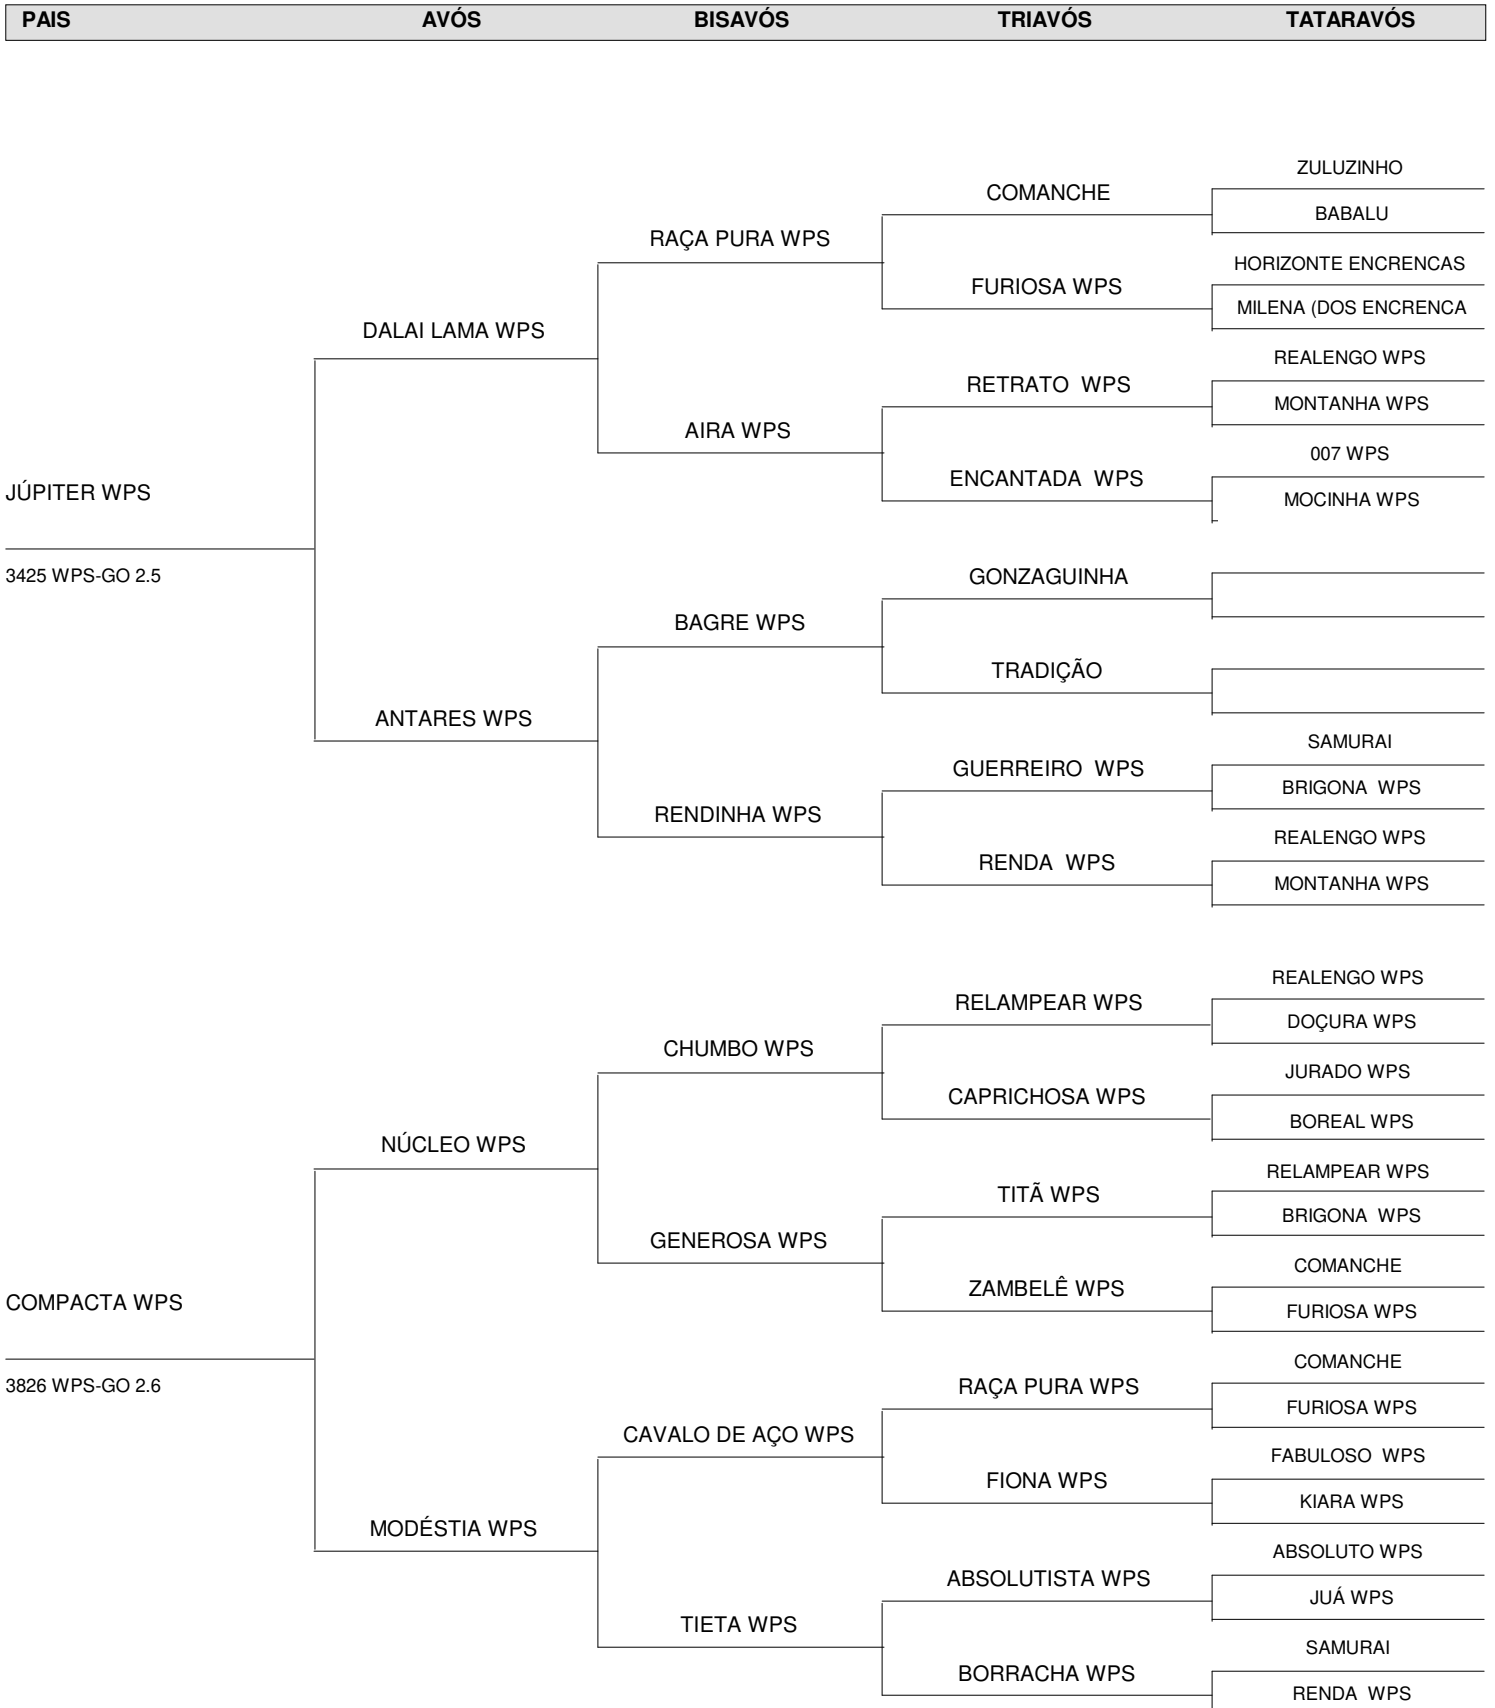 PAIS AVÓS BISAVÓS TRIAVÓS TATARAVÓS
ZULUZINHO
COMANCHE
BABALU
RAÇA PURA WPS
HORIZONTE ENCRENCAS
FURIOSA WPS
MILENA (DOS ENCRENCA
DALAI LAMA WPS
REALENGO WPS
RETRATO WPS
MONTANHA WPS
AIRA WPS
007 WPS
ENCANTADA WPS
MOCINHA WPS
JÚPITER WPS
3425 WPS-GO 2.5
GONZAGUINHA
BAGRE WPS
TRADIÇÃO
ANTARES WPS
SAMURAI
GUERREIRO WPS
BRIGONA WPS
RENDINHA WPS
REALENGO WPS
RENDA WPS
MONTANHA WPS
REALENGO WPS
RELAMPEAR WPS
DOÇURA WPS
CHUMBO WPS
JURADO WPS
CAPRICHOSA WPS
BOREAL WPS
NÚCLEO WPS
RELAMPEAR WPS
TITÃ WPS
BRIGONA WPS
GENEROSA WPS
COMANCHE
ZAMBELÊ WPS
FURIOSA WPS
COMPACTA WPS
3826 WPS-GO 2.6
COMANCHE
RAÇA PURA WPS
FURIOSA WPS
CAVALO DE AÇO WPS
FABULOSO WPS
FIONA WPS
KIARA WPS
MODÉSTIA WPS
ABSOLUTO WPS
ABSOLUTISTA WPS
JUÁ WPS
TIETA WPS
SAMURAI
BORRACHA WPS
RENDA WPS